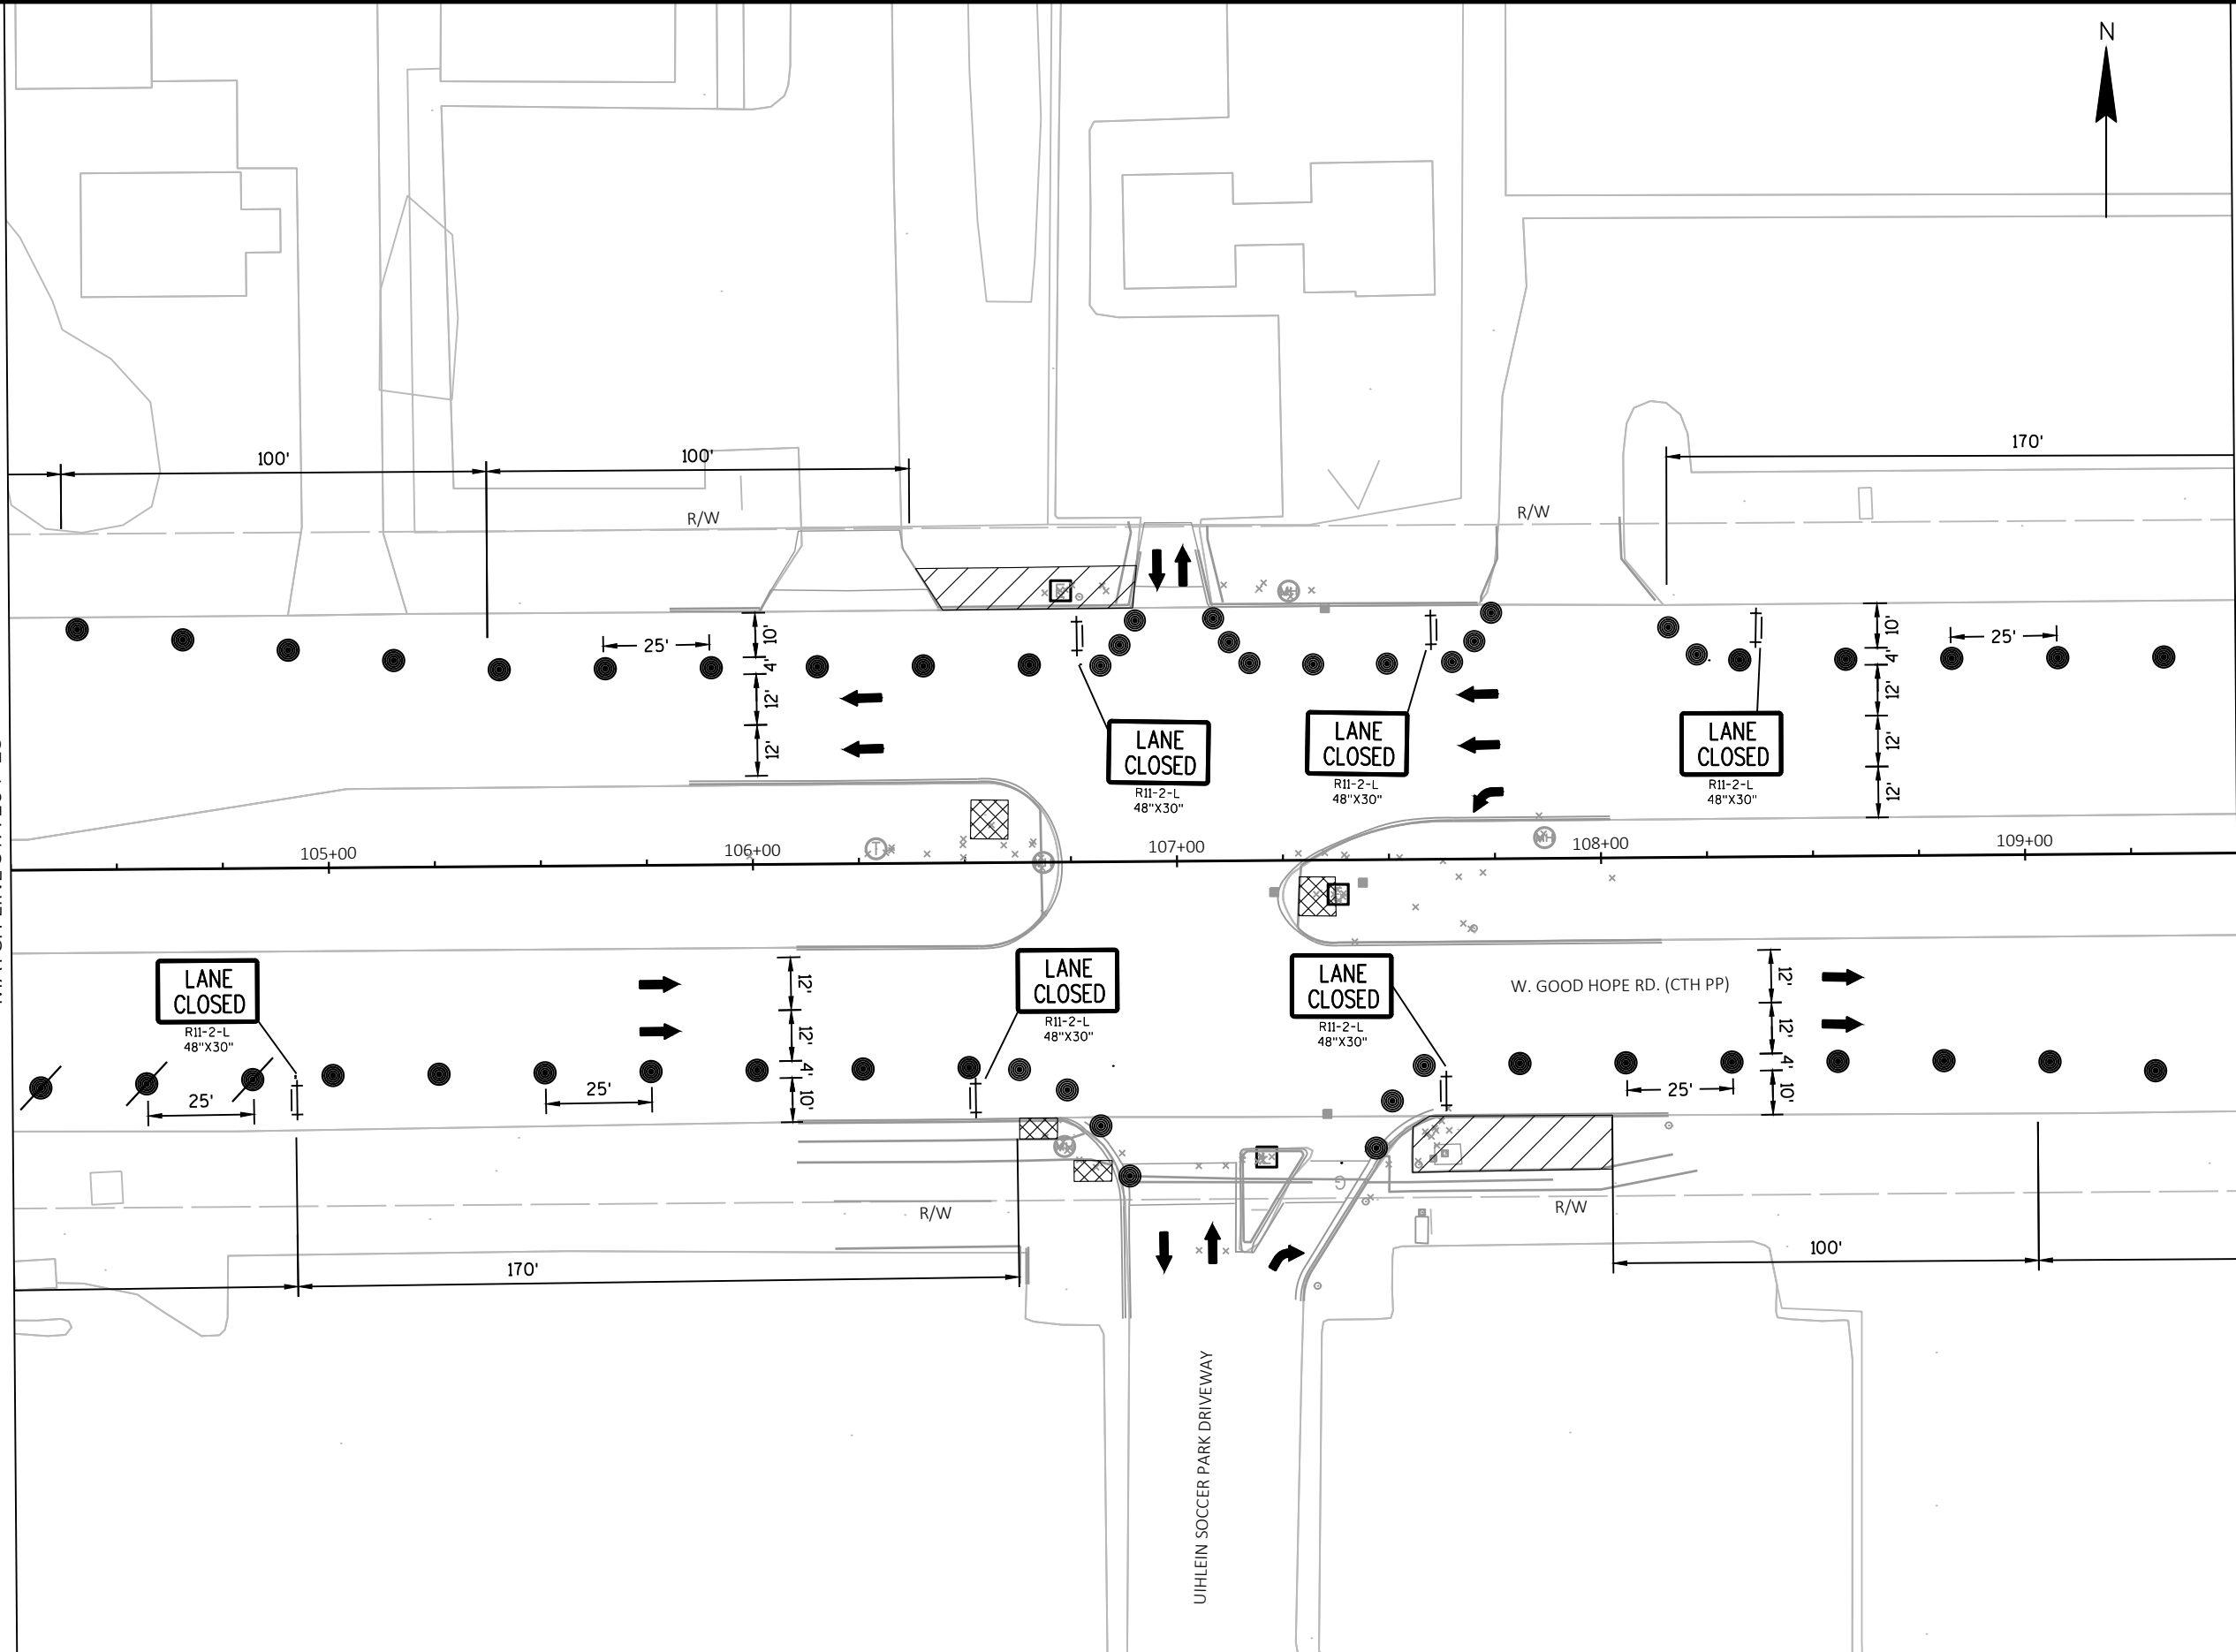 N
100'
100'
170'
R/W
R/W
25'
10'
4'
12'
12'
10'
4'
12'
12'
12'
25'
LANE
CLOSED
R11-2-L
48"X30"
LANE
CLOSED
R11-2-L
48"X30"
LANE
CLOSED
R11-2-L
48"X30"
MH
T
MH
105+00
106+00
107+00
108+00
109+00
LANE
CLOSED
R11-2-L
48"X30"
LANE
CLOSED
R11-2-L
48"X30"
LANE
CLOSED
R11-2-L
48"X30"
W. GOOD HOPE RD. (CTH PP)
12'
12'
4'
10'
12'
12'
4'
10'
25'
25'
25'
G
R/W
R/W
170'
100'
UIHLEIN SOCCER PARK DRIVEWAY